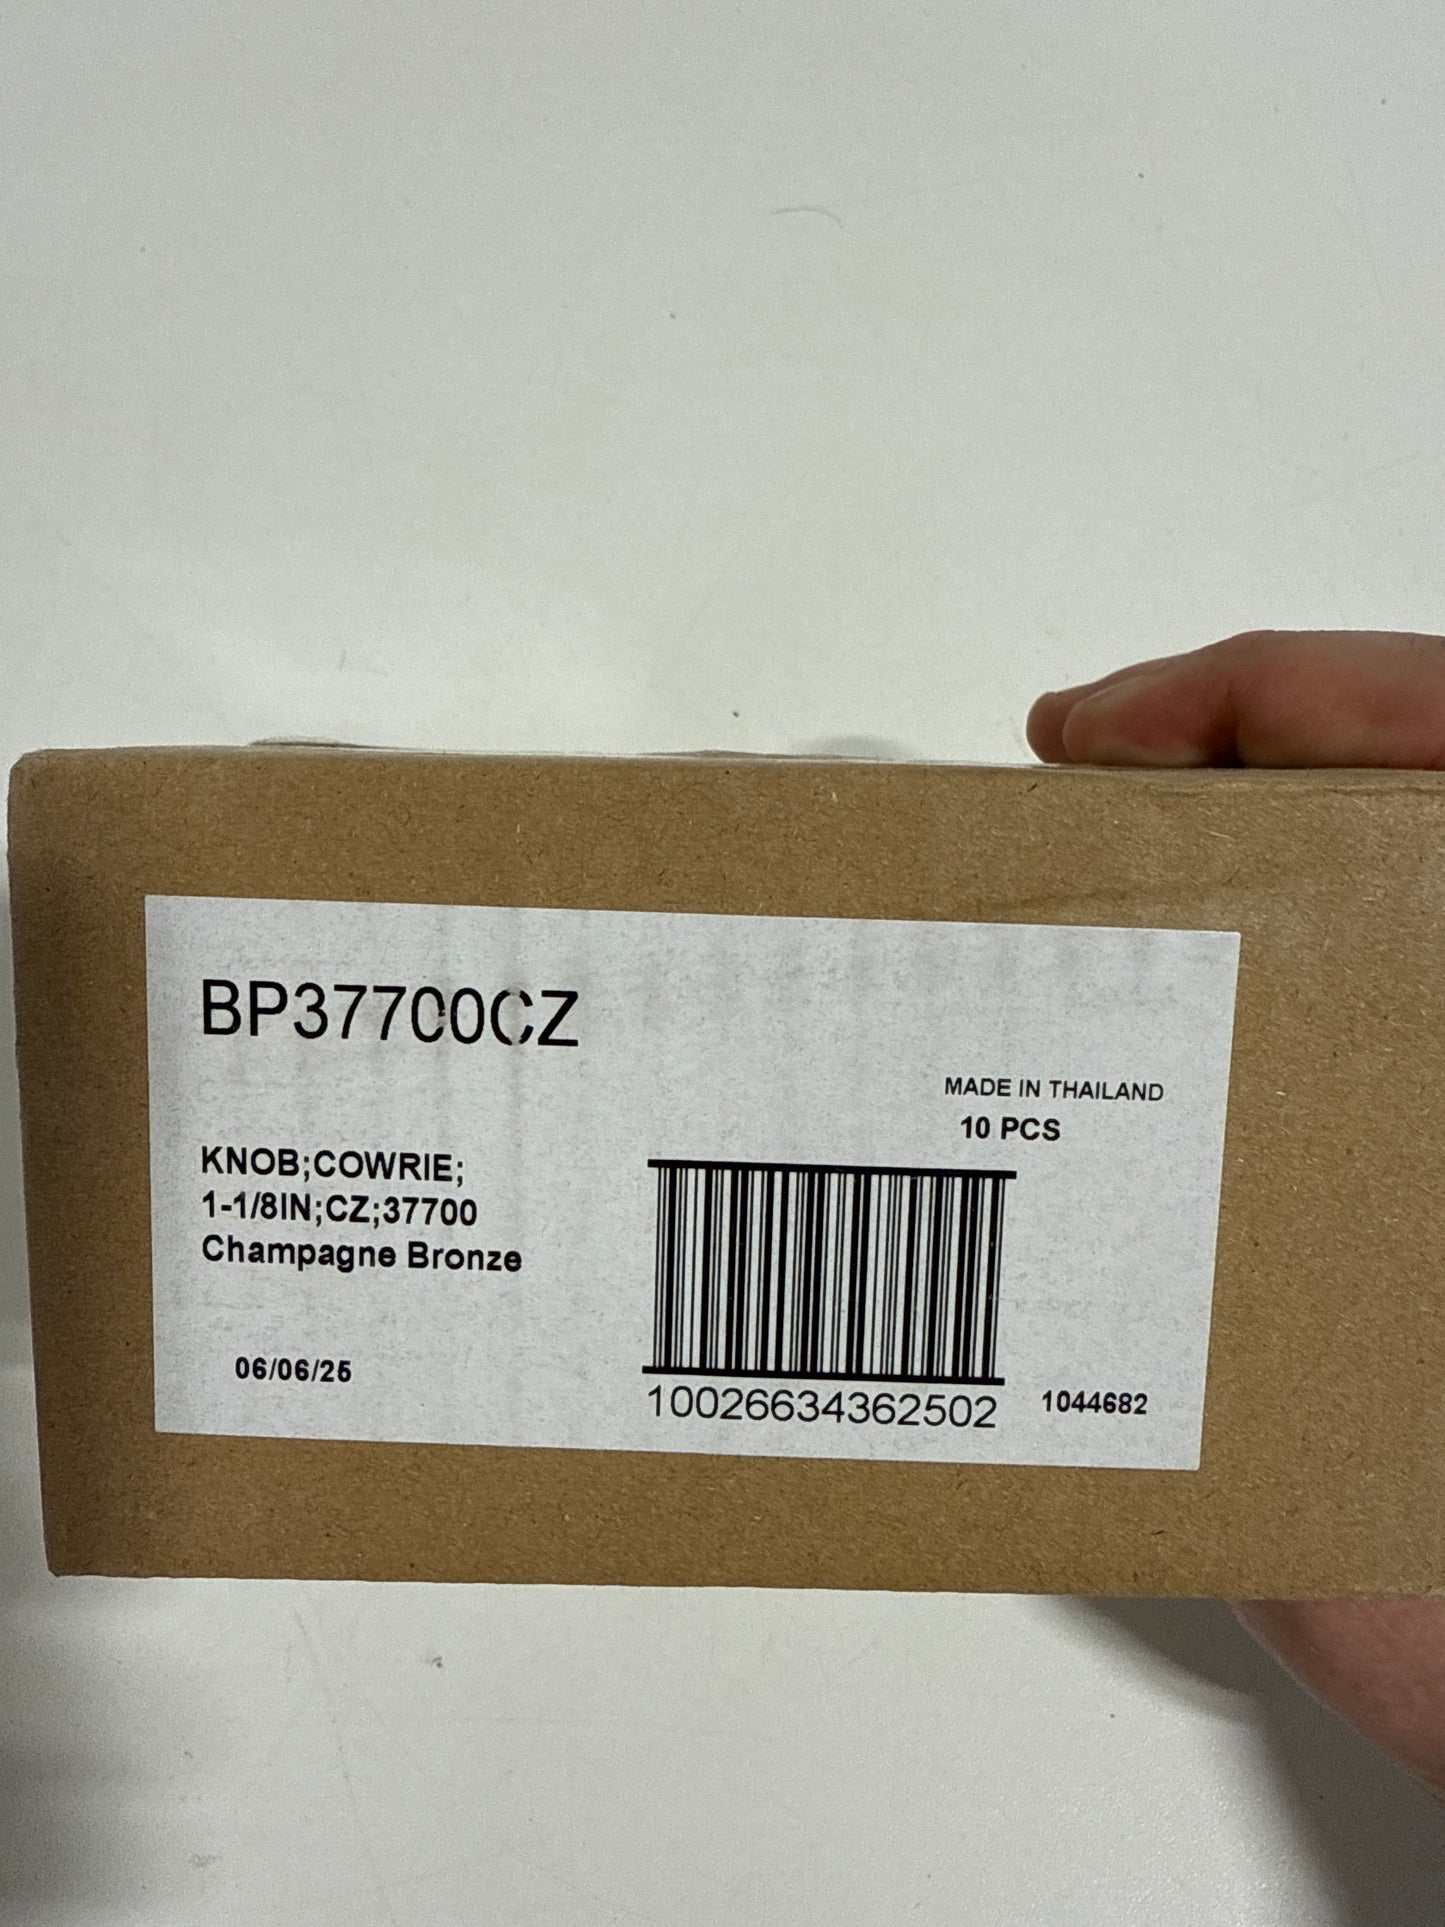 BP37700CZ
MADE IN THAILAND
10 PCS
KNOB;COWRIE;
1-1/8IN;CZ;37700
Champagne Bronze
06/06/25
10026634362502
1044682